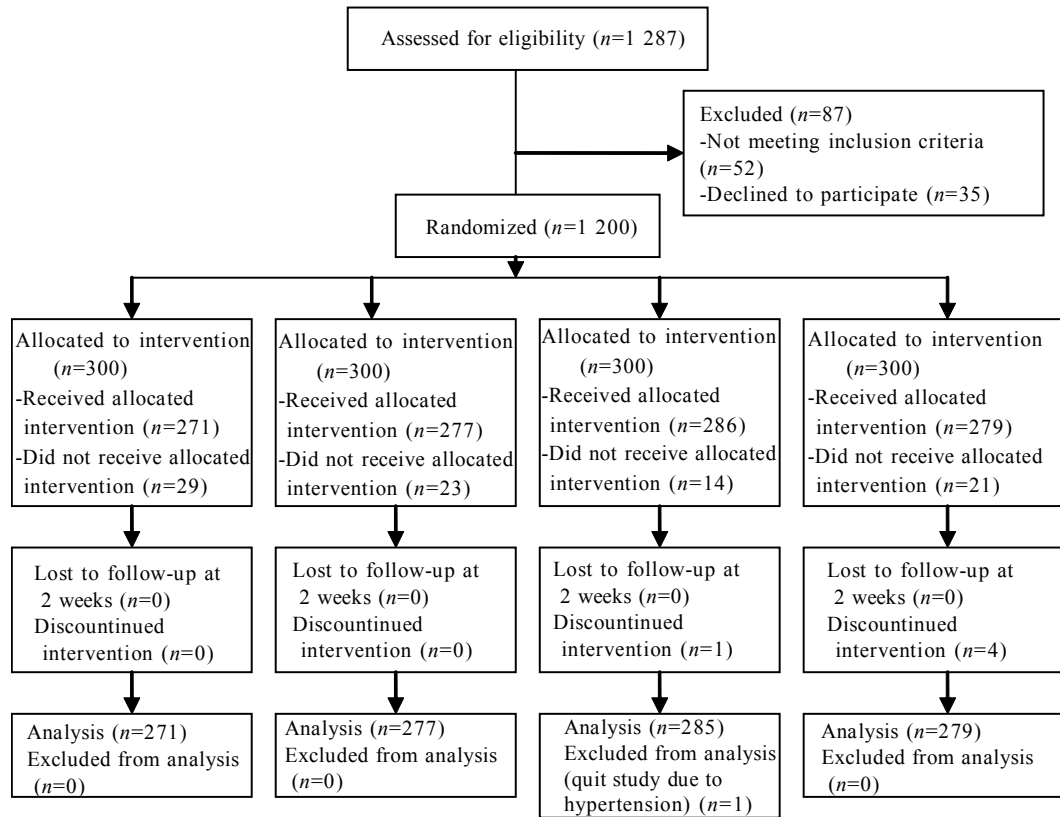 Assessed for eligibility (n=1 287)
Excluded (n=87)
-Not meeting inclusion criteria
(n=52)
-Declined to participate (n=35)
Randomized (n=1 200)
Allocated to intervention
(n=300)
-Received allocated
intervention (n=271)
-Did not receive allocated
intervention (n=29)
Allocated to intervention
(n=300)
-Received allocated
intervention (n=277)
-Did not receive allocated
intervention (n=23)
Allocated to intervention
(n=300)
-Received allocated
intervention (n=286)
-Did not receive allocated
intervention (n=14)
Allocated to intervention
(n=300)
-Received allocated
intervention (n=279)
-Did not receive allocated
intervention (n=21)
Lost to follow-up at
2 weeks (n=0)
Discountinued
intervention (n=0)
Lost to follow-up at
2 weeks (n=0)
Discountinued
intervention (n=0)
Lost to follow-up at
2 weeks (n=0)
Discountinued
intervention (n=1)
Lost to follow-up at
2 weeks (n=0)
Discountinued
intervention (n=4)
Analysis (n=271)
Excluded from analysis
(n=0)
Analysis (n=277)
Excluded from analysis
(n=0)
Analysis (n=285)
Excluded from analysis
(quit study due to
hypertension) (n=1)
Analysis (n=279)
Excluded from analysis
(n=0)